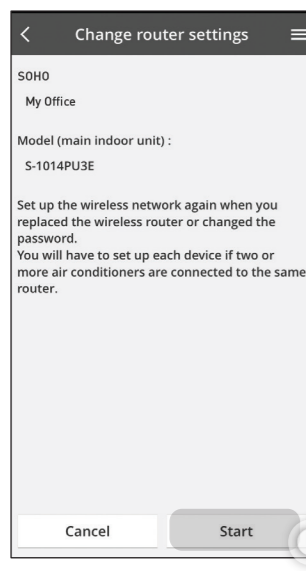 Change router settings
SOHO
My Office
Model (main indoor unit) :
S-1014PU3E
Set up the wireless network again when you
replaced the wireless router or changed the
password.
You will have to set up each device if two or
more air conditioners are connected to the same
router.
Cancel
Start